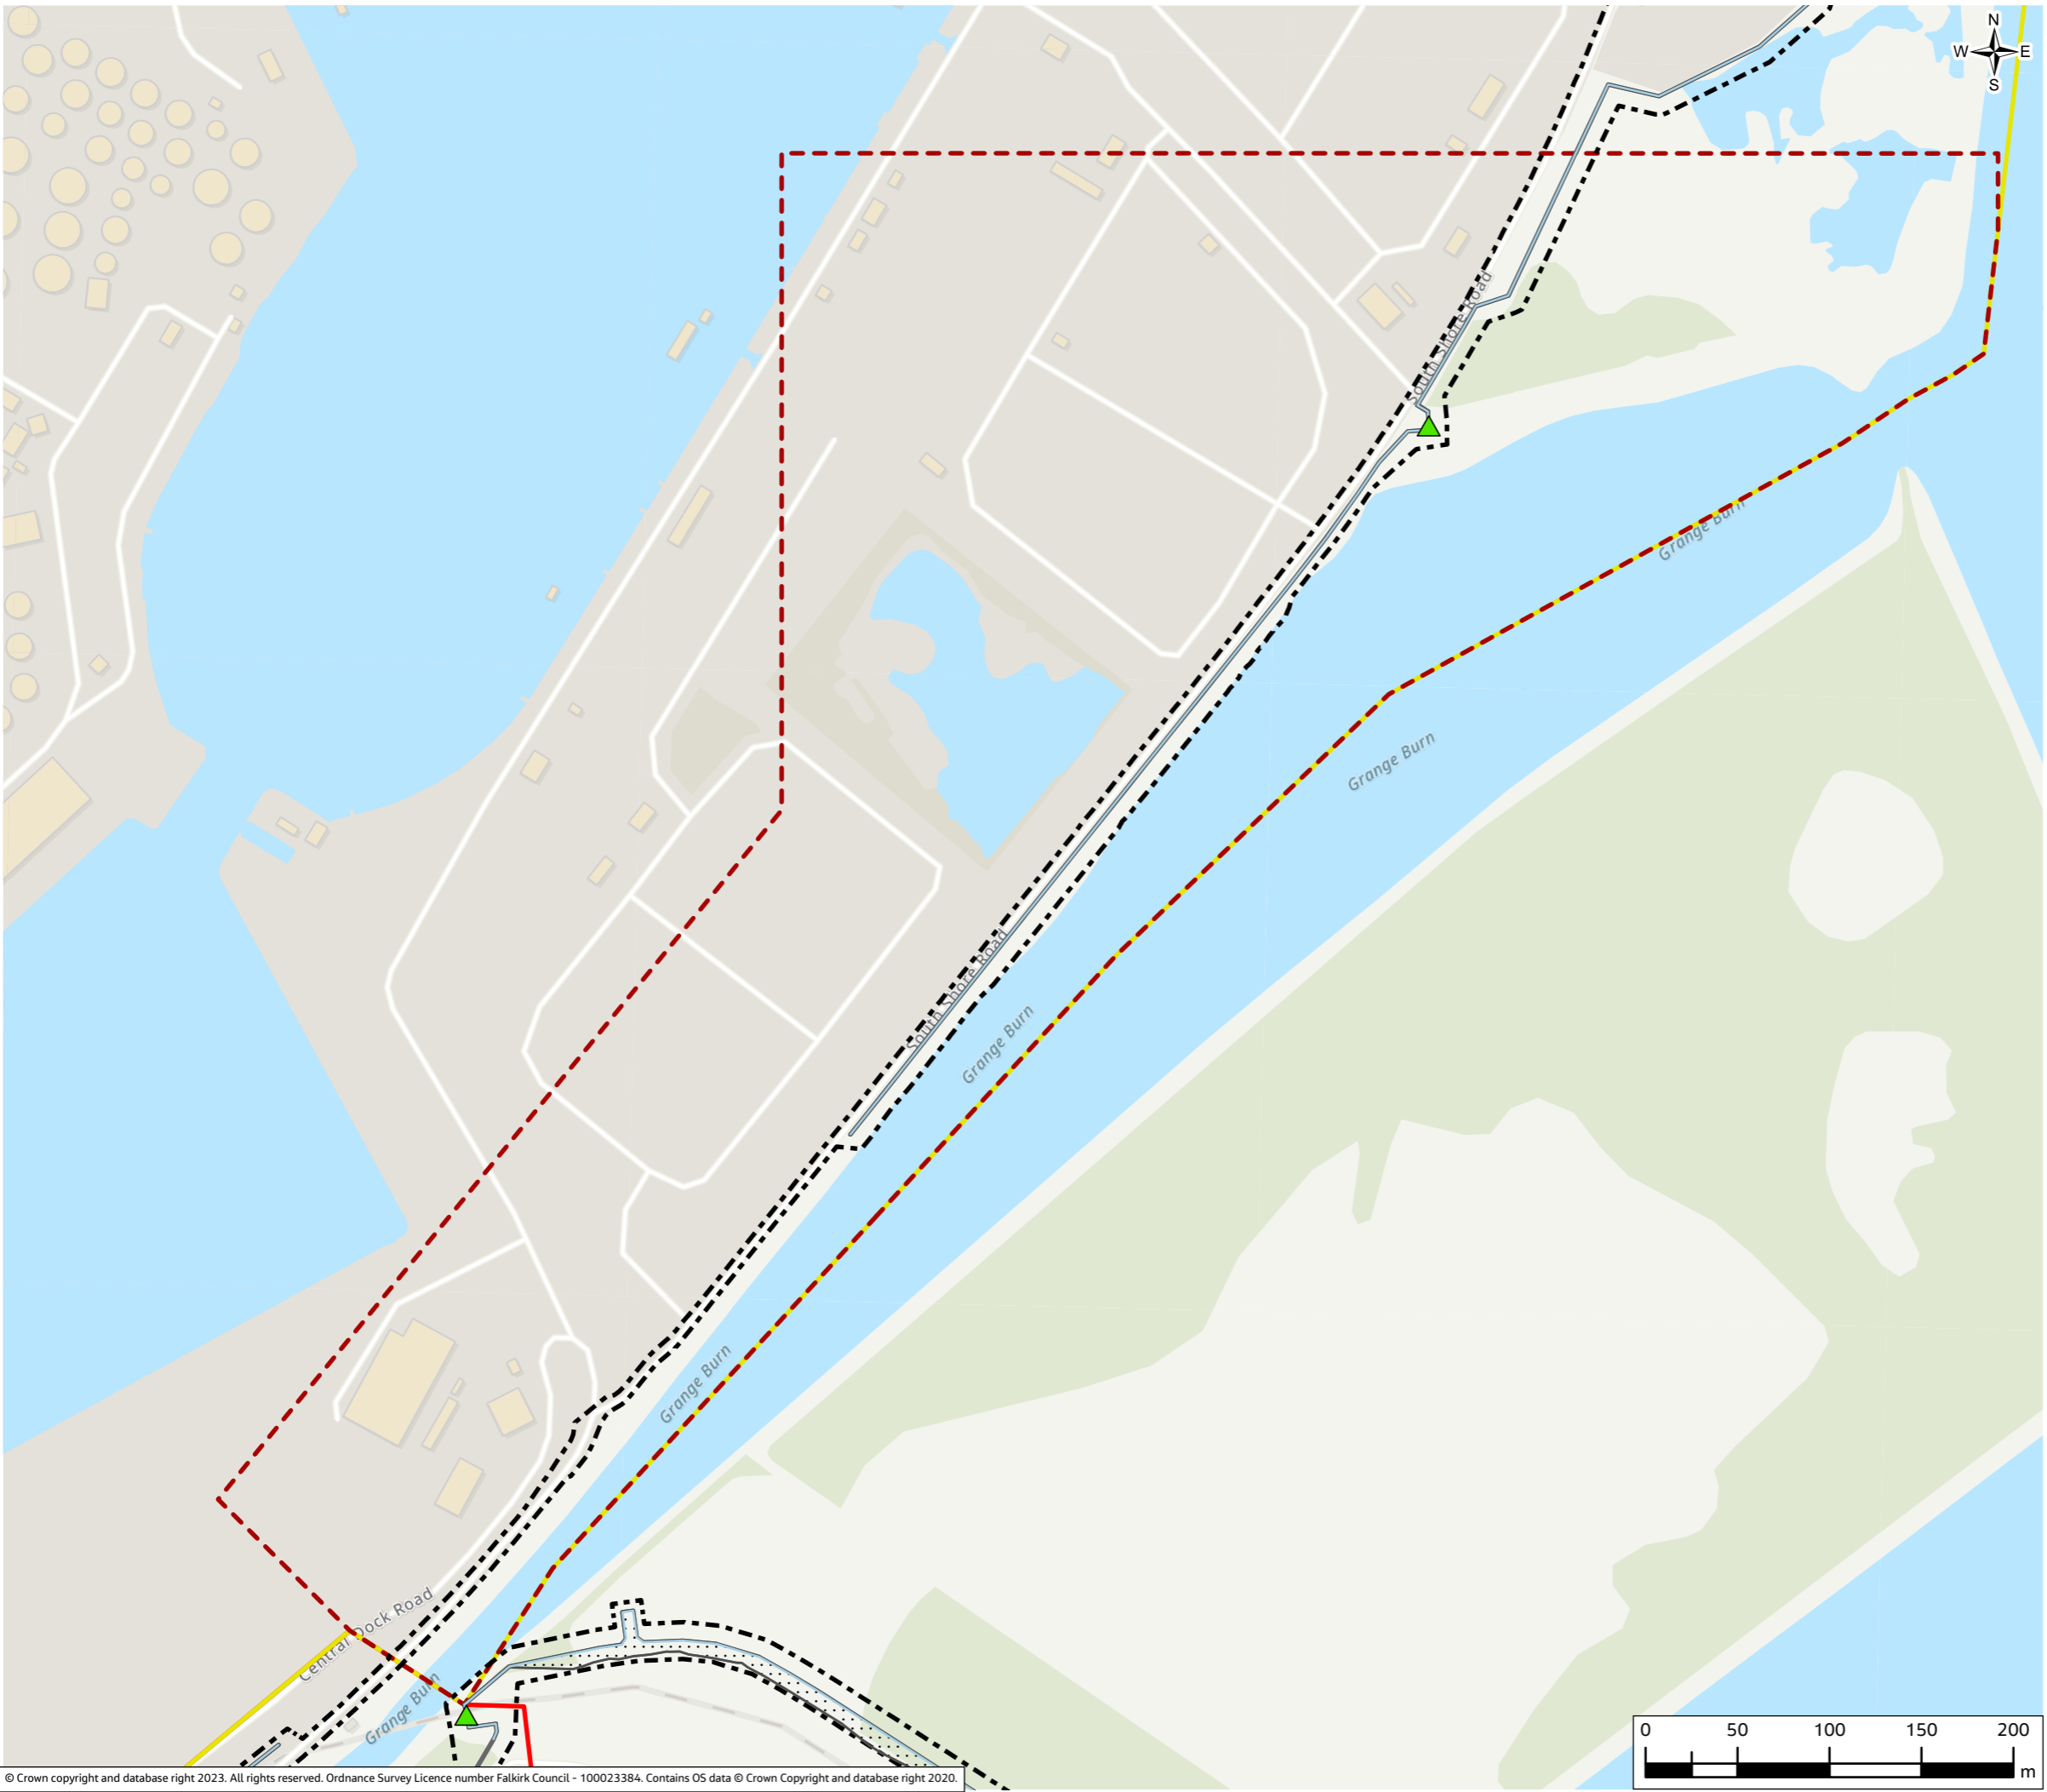 N
W E
S
South Shore Road
Grange Burn
Grange Burn
South Shore Road
Grange Burn
Grange Burn
Central Dock Road
Grange Burn
0 50 100 150 200
m
© Crown copyright and database right 2023. All rights reserved. Ordnance Survey Licence number Falkirk Council - 100023384. Contains OS data © Crown Copyright and database right 2020.